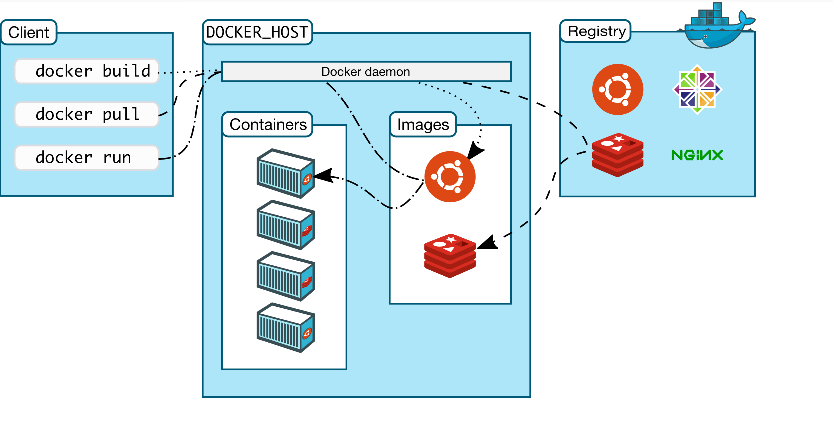 Client
docker build
docker pull
docker run
DOCKER_HOST
Docker daemon
Containers
Images
Registry
NGINX